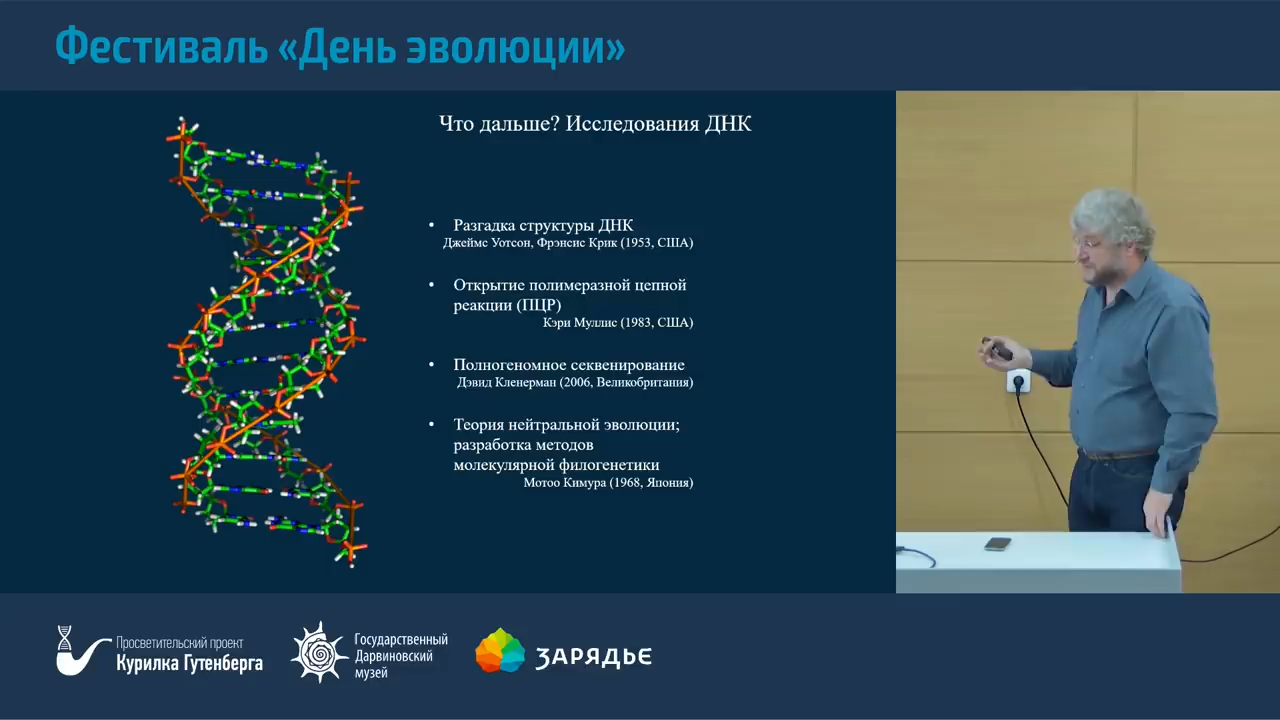 Фестиваль «День эволюции»
Что дальше? Исследования ДНК
• Разгадка структуры ДНК
Джеймс Уотсон, Фрэнсис Крик (1953, США)
• Открытие полимеразной цепной
реакции (ПЦР)
Кэри Муллис (1983, США)
• Полногеномное секвенирование
Дэвид Кленерман (2006, Великобритания)
• Теория нейтральной эволюции;
разработка методов
молекулярной филогенетики
Мотоо Кимура (1968, Япония)
Просветительский проект
Курилка Гутенберга
Государственный
Дарвиновский
музей
ЗАРЯДЬЕ